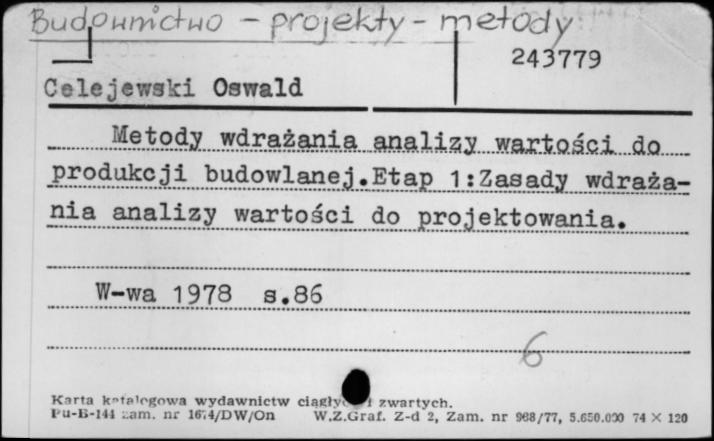 Budownictwo - projekty - metody
243779
Celejewski Oswald
Metody wdrażania analizy wartości do
produkcji budowlanej.Etap 1:Zasady wdraża-
nia analizy wartości do projektowania.
W-wa 1978 s.86
6
Karta katalogowa wydawnictw ciągłych i zwartych.
Pu-B-144 zam. nr 1674/DW/On W.Z.Graf. Z-d 2, Zam. nr 968/77, 5.650.000 74 × 120